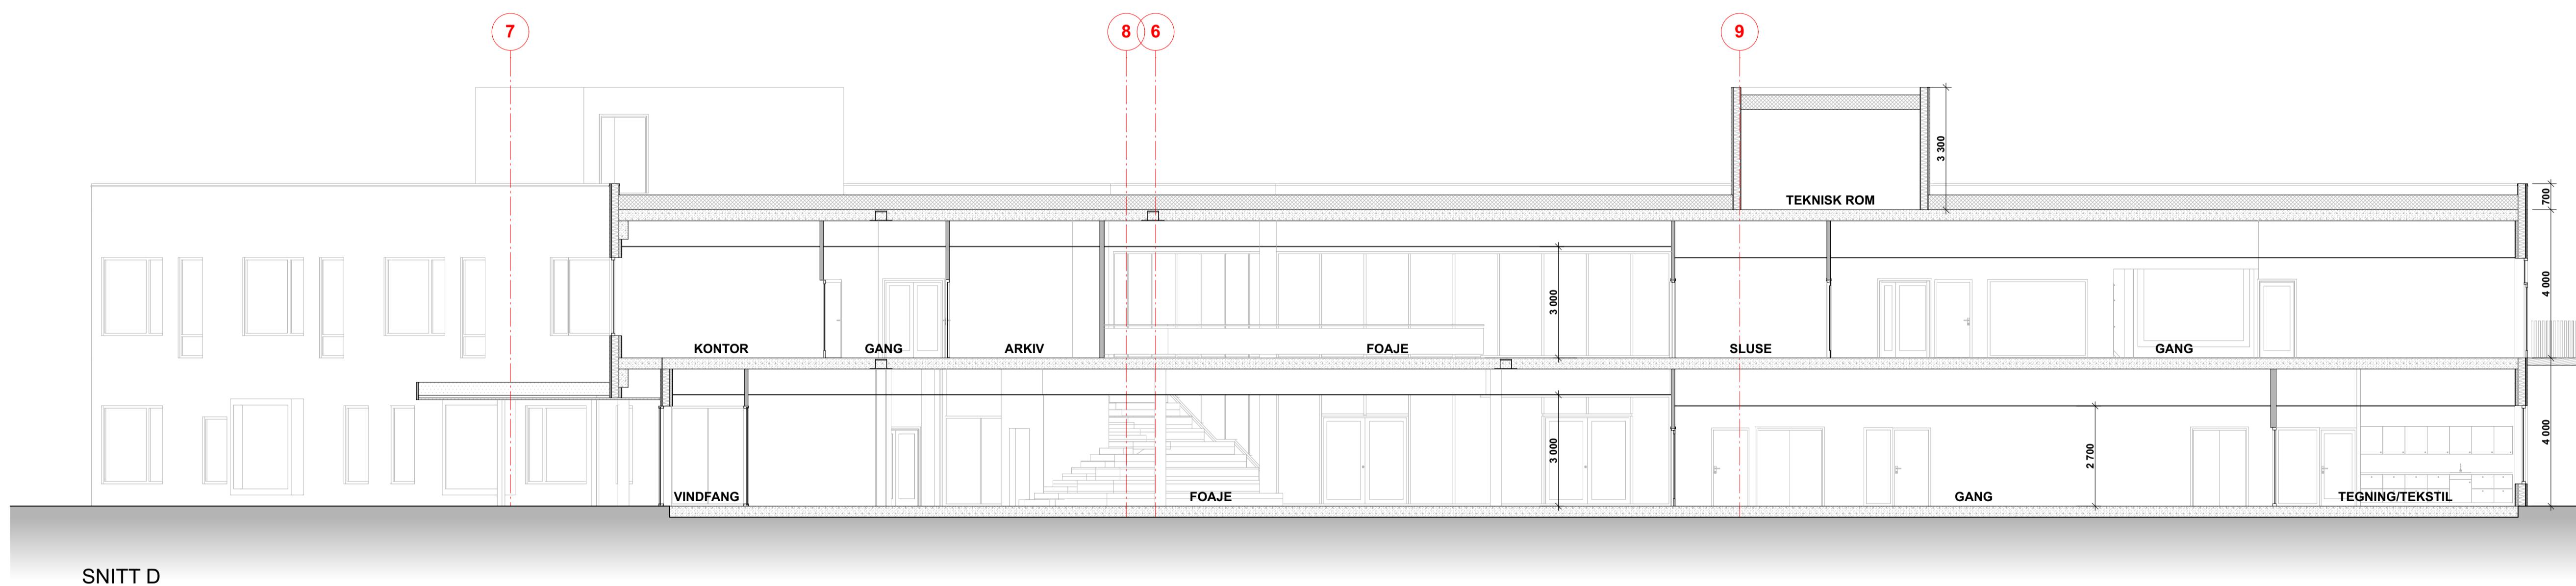 7
8
6
9
3 300
TEKNISK ROM
700
3 000
4 000
KONTOR
GANG
ARKIV
FOAJE
SLUSE
GANG
3 000
2 700
4 000
VINDFANG
FOAJE
GANG
TEGNING/TEKSTIL
SNITT D